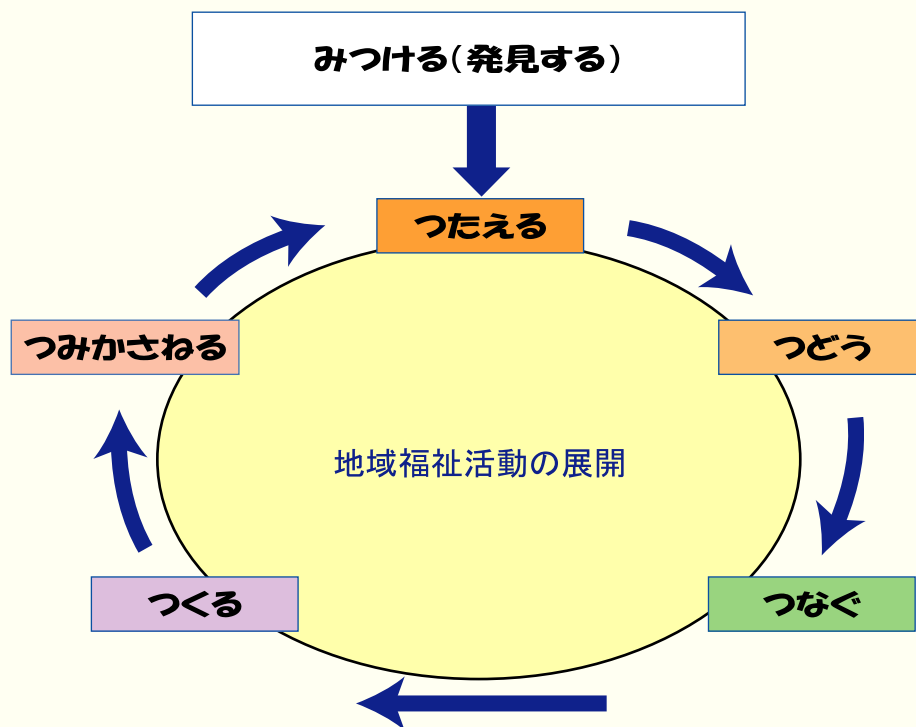 みつける(発見する)
つたえる
つどう
つなぐ
つくる
つみかさねる
地域福祉活動の展開